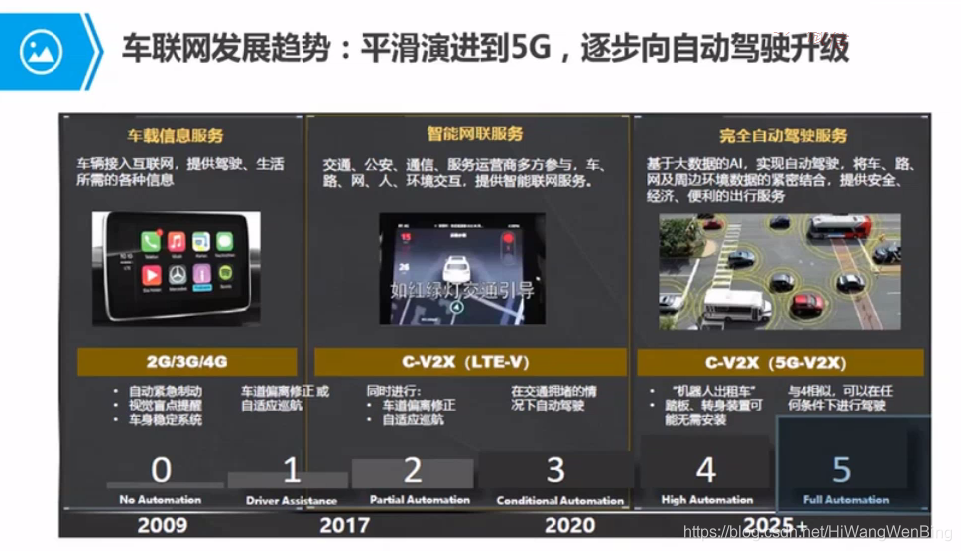 车联网发展趋势：平滑演进到5G，逐步向自动驾驶升级
车载信息服务
车辆接入互联网，提供驾驶、生活
所需的各种信息
智能网联服务
交通、公安、通信、服务运营商多方参与，车、
路、网、人、环境交互，提供智能联网服务。
完全自动驾驶服务
基于大数据的AI，实现自动驾驶，将车、路、
网及周边环境数据的紧密结合，提供安全、
经济、便利的出行服务
如红绿灯交通引导
2G/3G/4G
C-V2X（LTE-V）
C-V2X（5G-V2X）
• 自动紧急制动
• 视觉盲点提醒
• 车身稳定系统
车道偏离修正 或
自适应巡航
同时进行：
• 车道偏离修正
• 自适应巡航
在交通拥堵的情
况下自动驾驶
• “机器人出租车”
• 踏板、转身装置可
能无需安装
与4相似，可以在任
何条件下进行驾驶
0
No Automation
1
Driver Assistance
2
Partial Automation
3
Conditional Automation
4
High Automation
5
Full Automation
2009
2017
2020
2025+
https://blog.csdn.net/HiWangWenBing